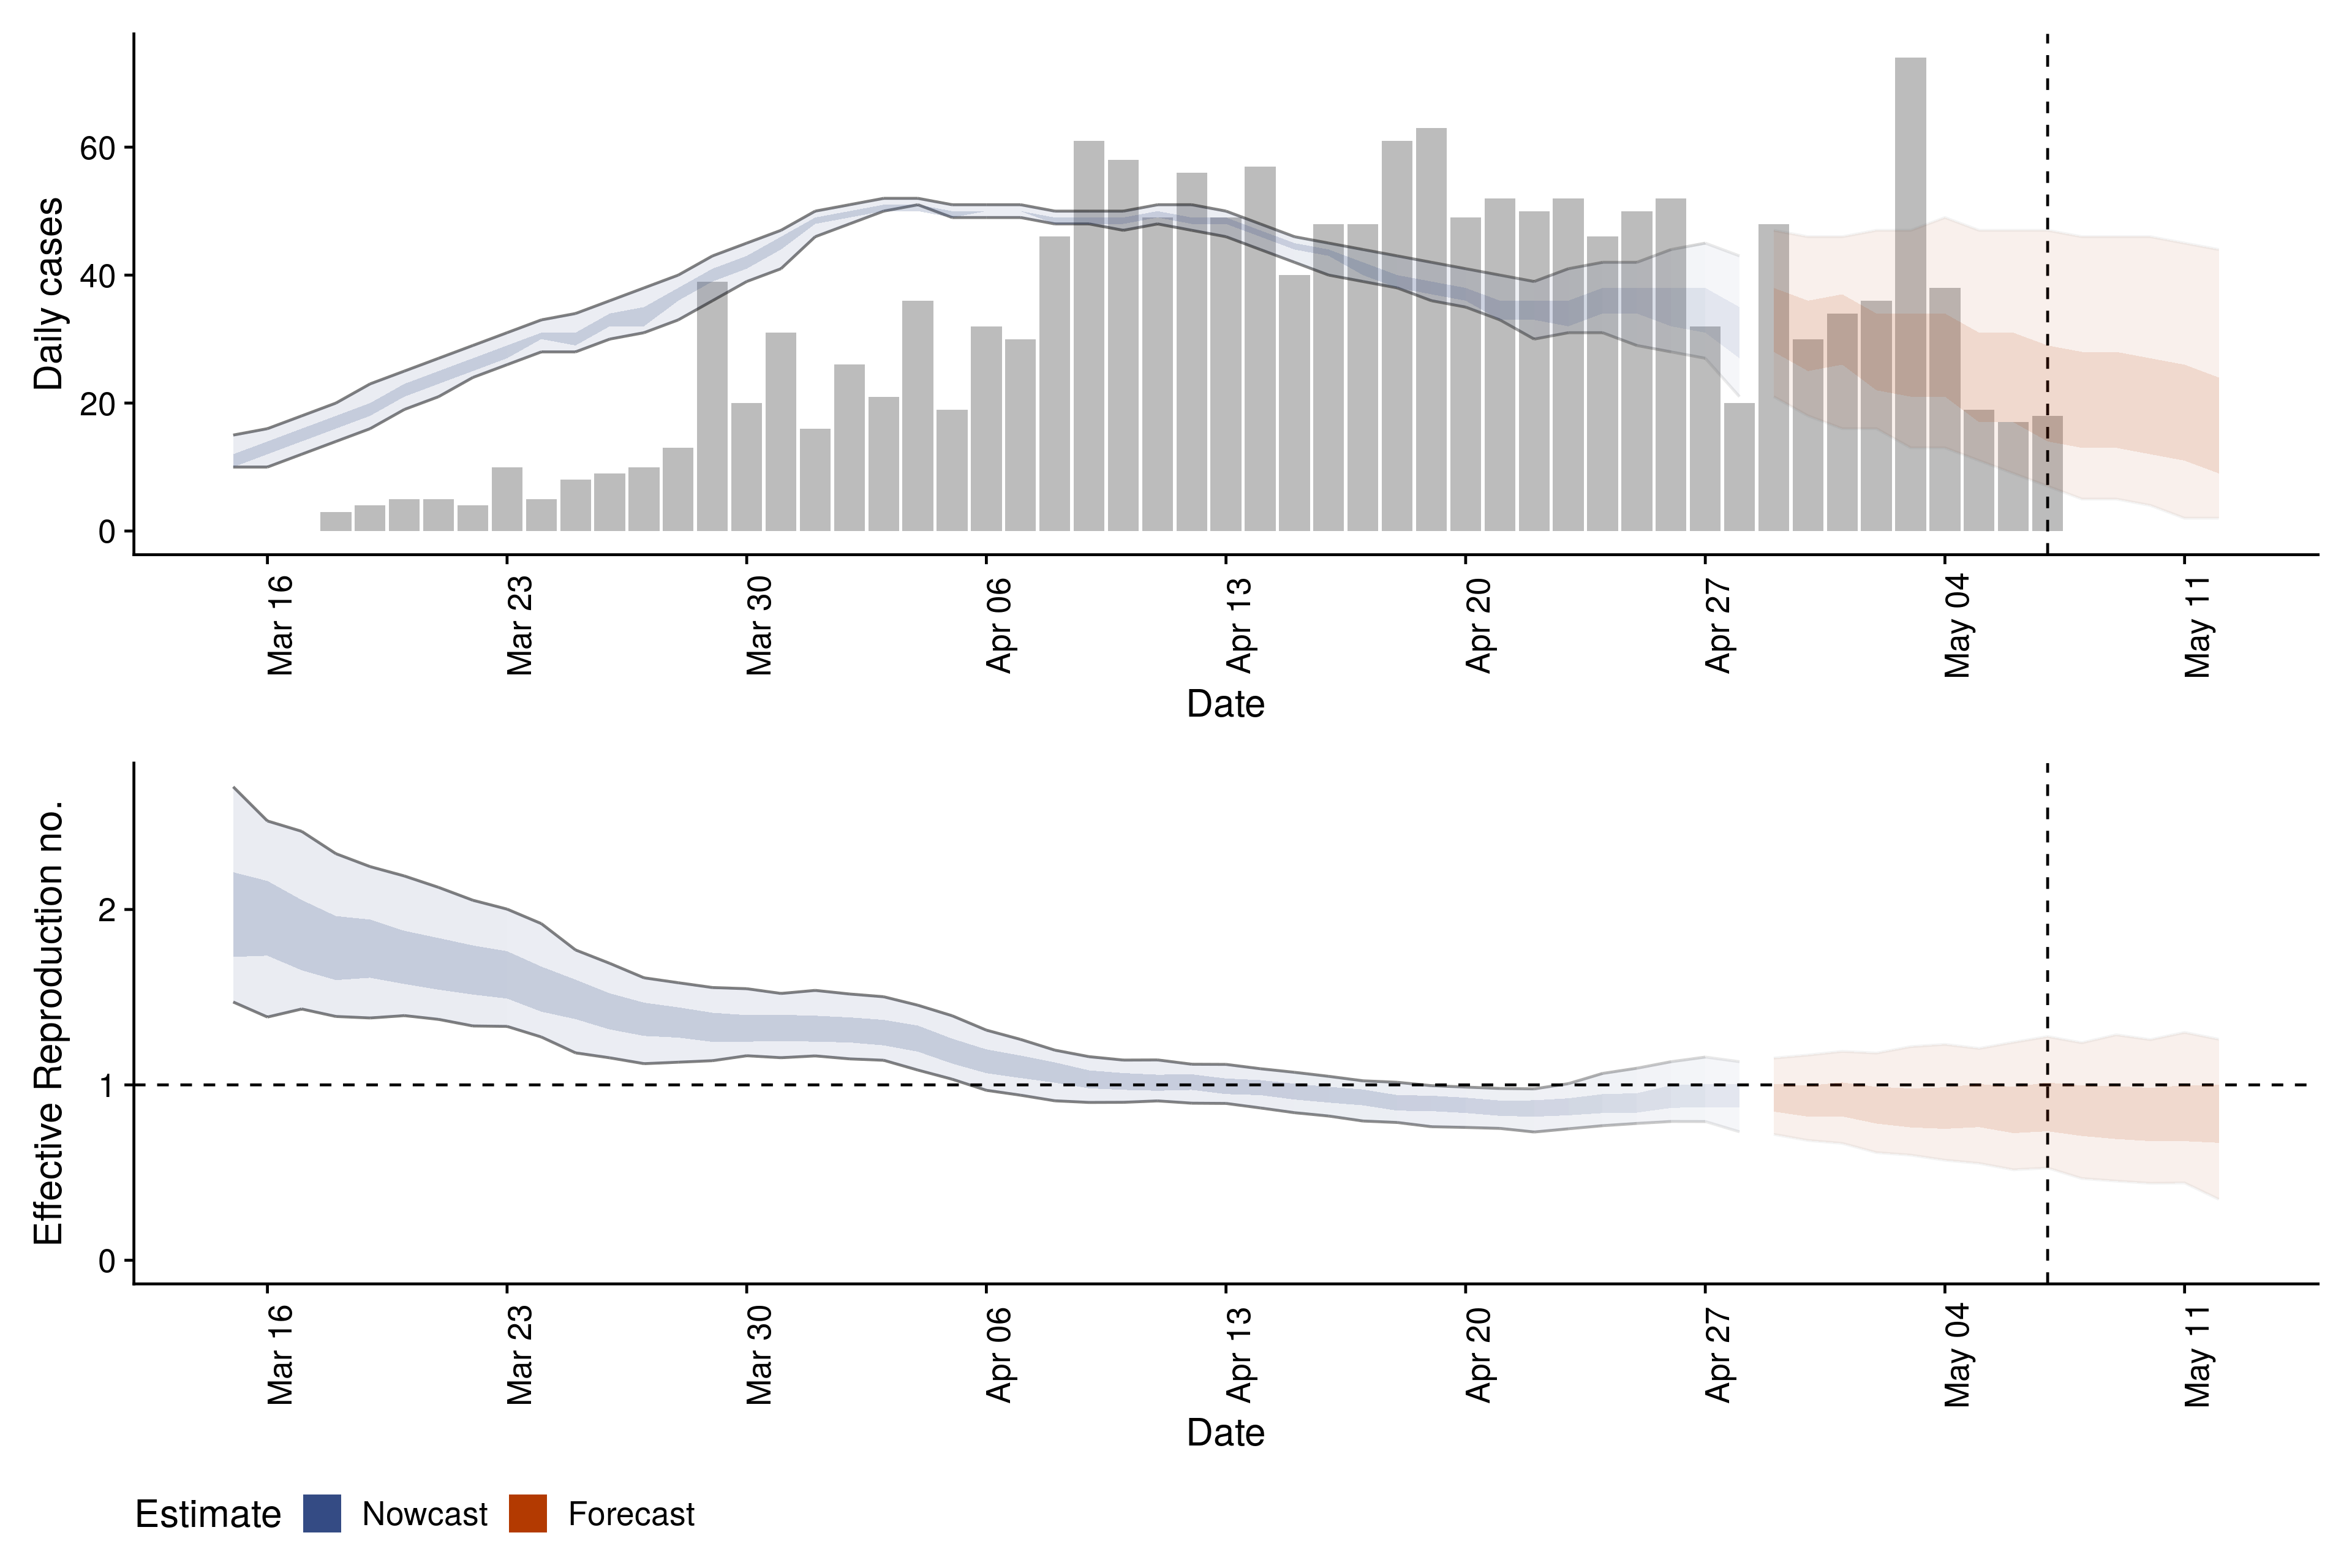 Daily cases
60
40
20
0
Mar 16
Mar 23
Mar 30
Apr 06
Apr 13
Apr 20
Apr 27
May 04
May 11
Date
Effective Reproduction no.
2
1
0
Mar 16
Mar 23
Mar 30
Apr 06
Apr 13
Apr 20
Apr 27
May 04
May 11
Date
Estimate Nowcast Forecast